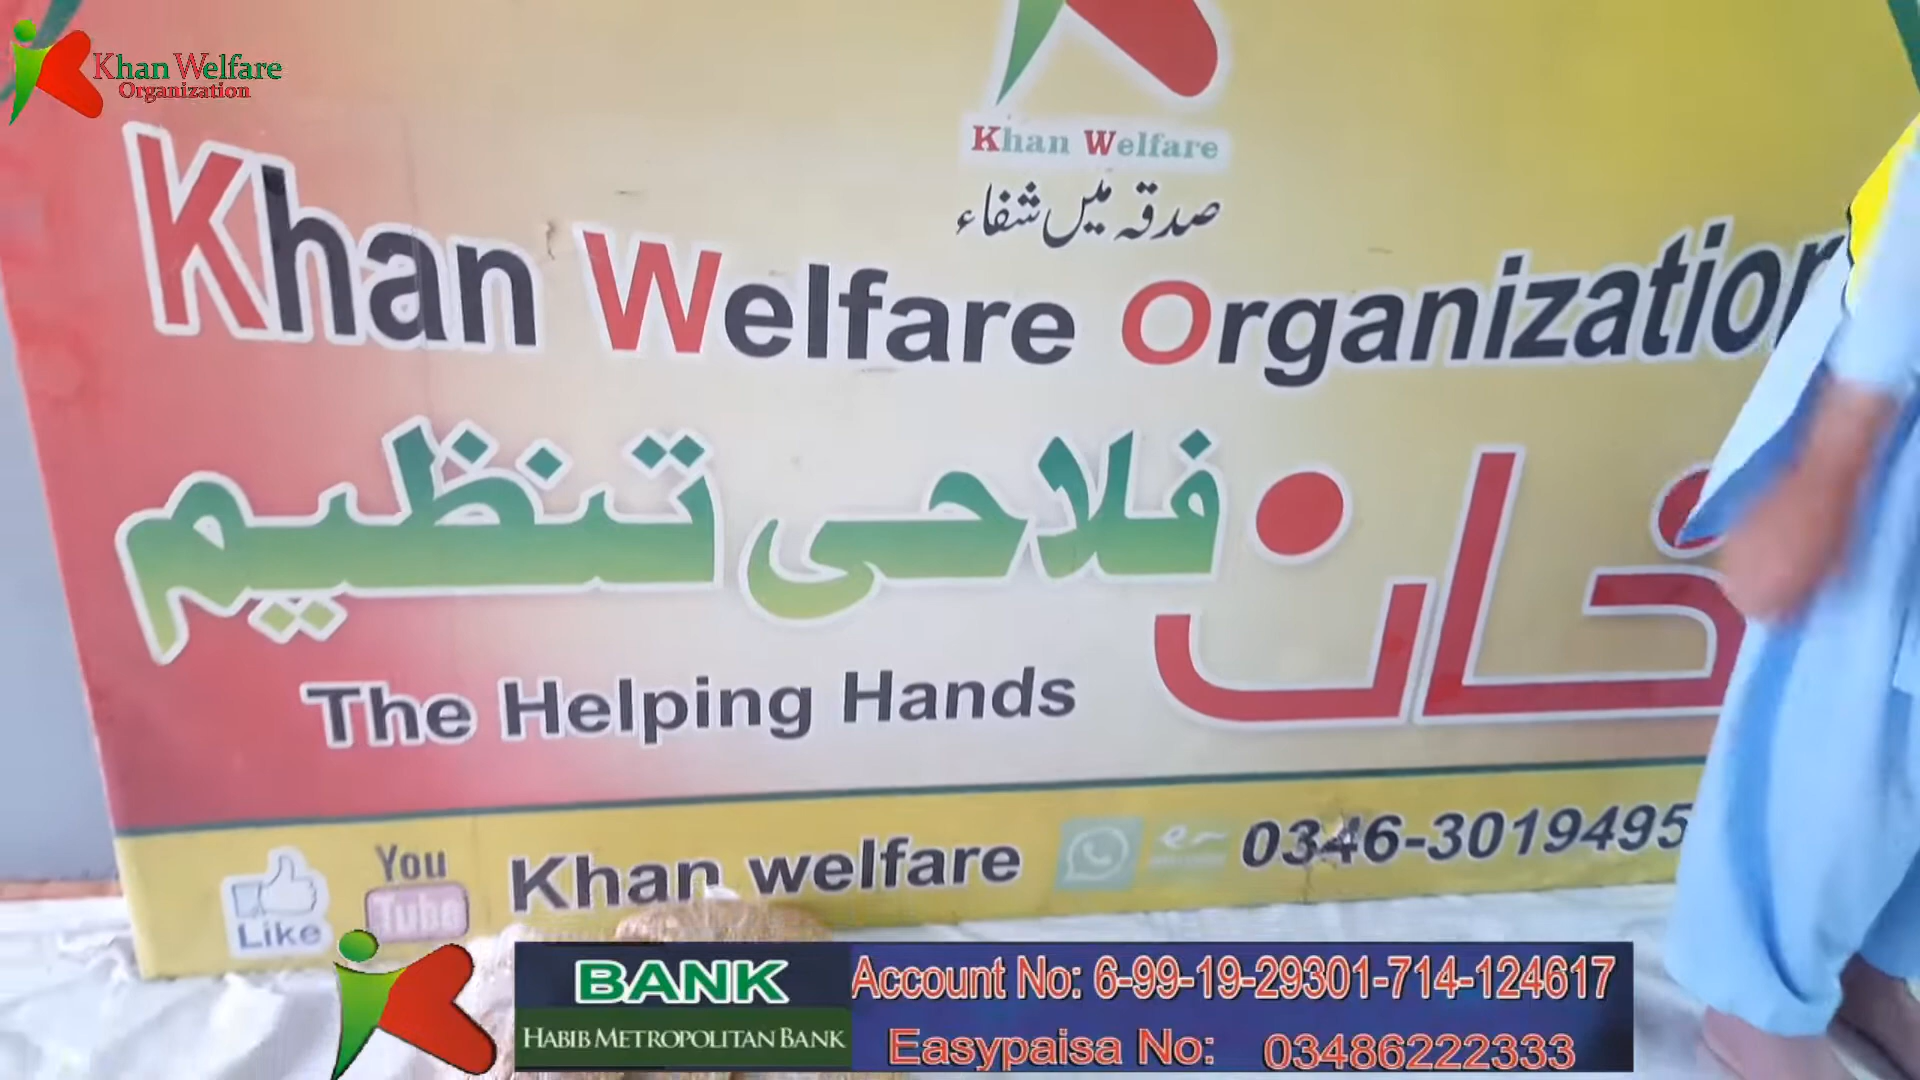 Khan Welfare
Organization
Khan Welfare
صدقہ میں شفاء
Khan Welfare Organization
خان فلاحی تنظیم
The Helping Hands
Like
You
Tube
Khan welfare
0346-3019495
BANK
HABIB METROPOLITAN BANK
Account No: 6-99-19-29301-714-124617
Easypaisa No: 03486222333